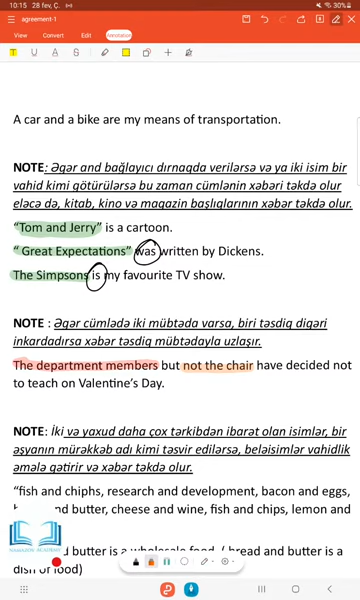 10:15 28 fev, Ç. 30%
agreement-1
View Convert Edit Annotation
A car and a bike are my means of transportation.
NOTE: Əgər and bağlayıcı dırnaqda verilərsə və ya iki isim bir
vahid kimi götürülərsə bu zaman cümlənin xəbəri təkdə olur
eləcə də, kitab, kino və maqazin başlıqlarının xəbər təkdə olur.
"Tom and Jerry" is a cartoon.
" Great Expectations" was written by Dickens.
The Simpsons is my favourite TV show.
NOTE : Əgər cümlədə iki mübtəda varsa, biri təsdiq digəri
inkardadırsa xəbər təsdiq mübtədayla uzlaşır.
The department members but not the chair have decided not
to teach on Valentine's Day.
NOTE: İki və yaxud daha çox tərkibdən ibarət olan isimlər, bir
əşyanın mürəkkəb adı kimi təsvir edilərsə, beləisimlər vahidlik
əmələ gətirir və xəbər təkdə olur.
"fish and chiphs, research and development, bacon and eggs,
and butter, cheese and wine, fish and chips, lemon and
d butter is a wholesale food. ( bread and butter is a
dish of food)